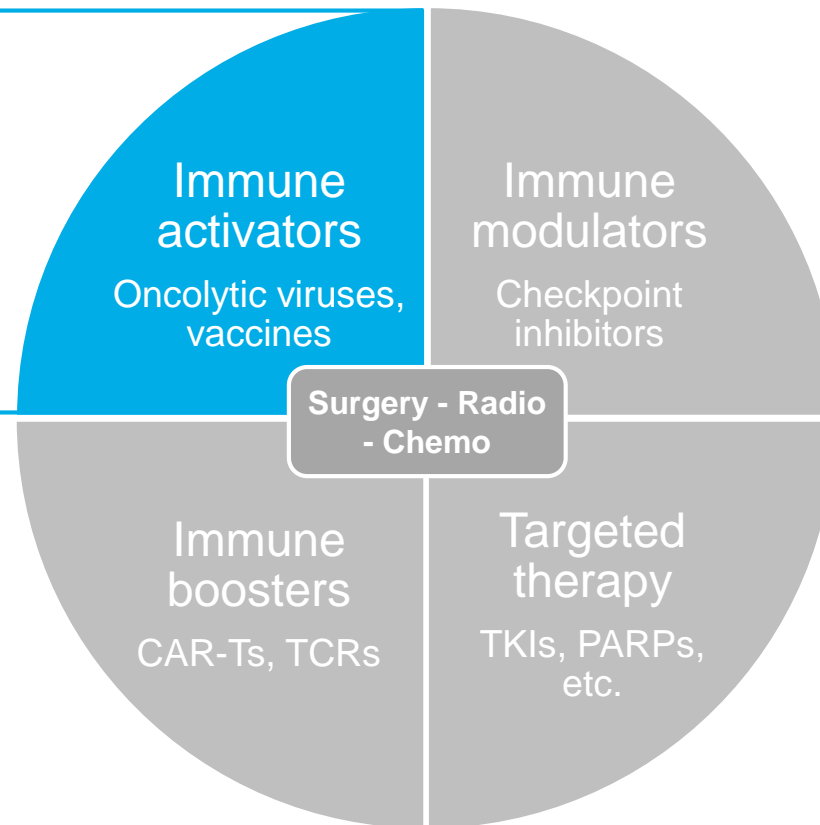 Immune
activators
Oncolytic viruses,
vaccines
Immune
modulators
Checkpoint
inhibitors
Surgery - Radio
- Chemo
Immune
boosters
CAR-Ts, TCRs
Targeted
therapy
TKIs, PARPs,
etc.